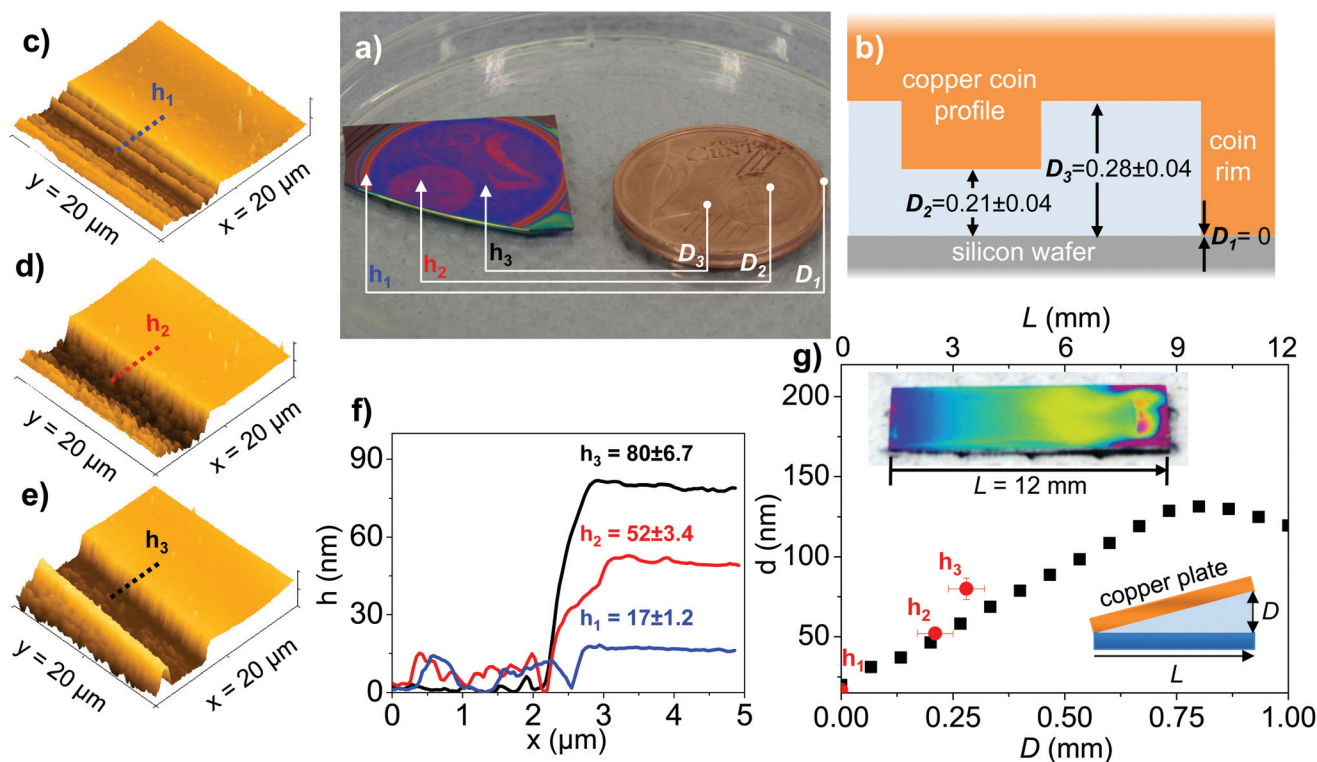 c)
h₁
y = 20 µm
x = 20 µm
d)
h₂
y = 20 µm
x = 20 µm
e)
h₃
y = 20 µm
x = 20 µm
a)
CENT
h₁
h₂
h₃
D₃
D₂
D₁
b)
copper coin
profile
coin
rim
D₃=0.28±0.04
D₂=0.21±0.04
D₁= 0
silicon wafer
f)
h (nm)
90
60
30
0
h₃ = 80±6.7
h₂ = 52±3.4
h₁ = 17±1.2
0 1 2 3 4 5
x (µm)
g)
L (mm)
0 3 6 9 12
d (nm)
200
150
100
50
L = 12 mm
h₃
h₂
h₁
copper plate
D
L
0.00 0.25 0.50 0.75 1.00
D (mm)